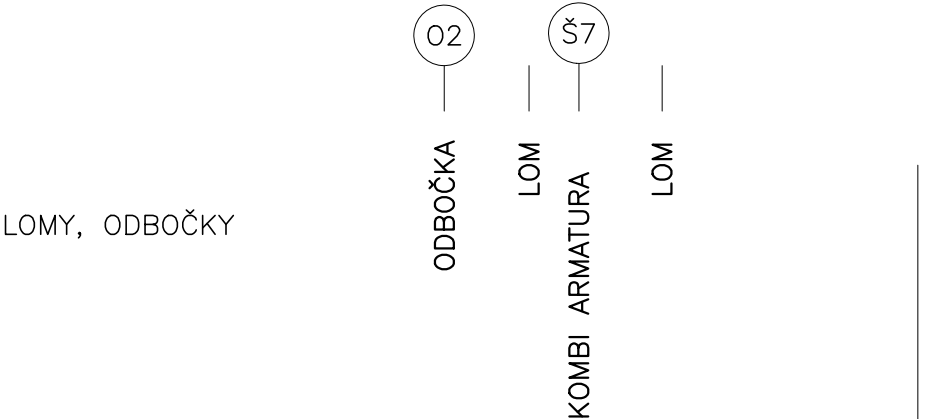 O2
Š7
LOMY, ODBOČKY
ODBOČKA
LOM
KOMBI ARMATURA
LOM